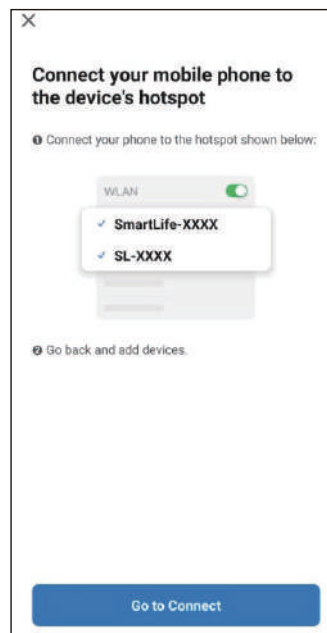 Connect your mobile phone to
the device's hotspot
❶ Connect your phone to the hotspot shown below:
WLAN
✓ SmartLife-XXXX
✓ SL-XXXX
❷ Go back and add devices.
Go to Connect